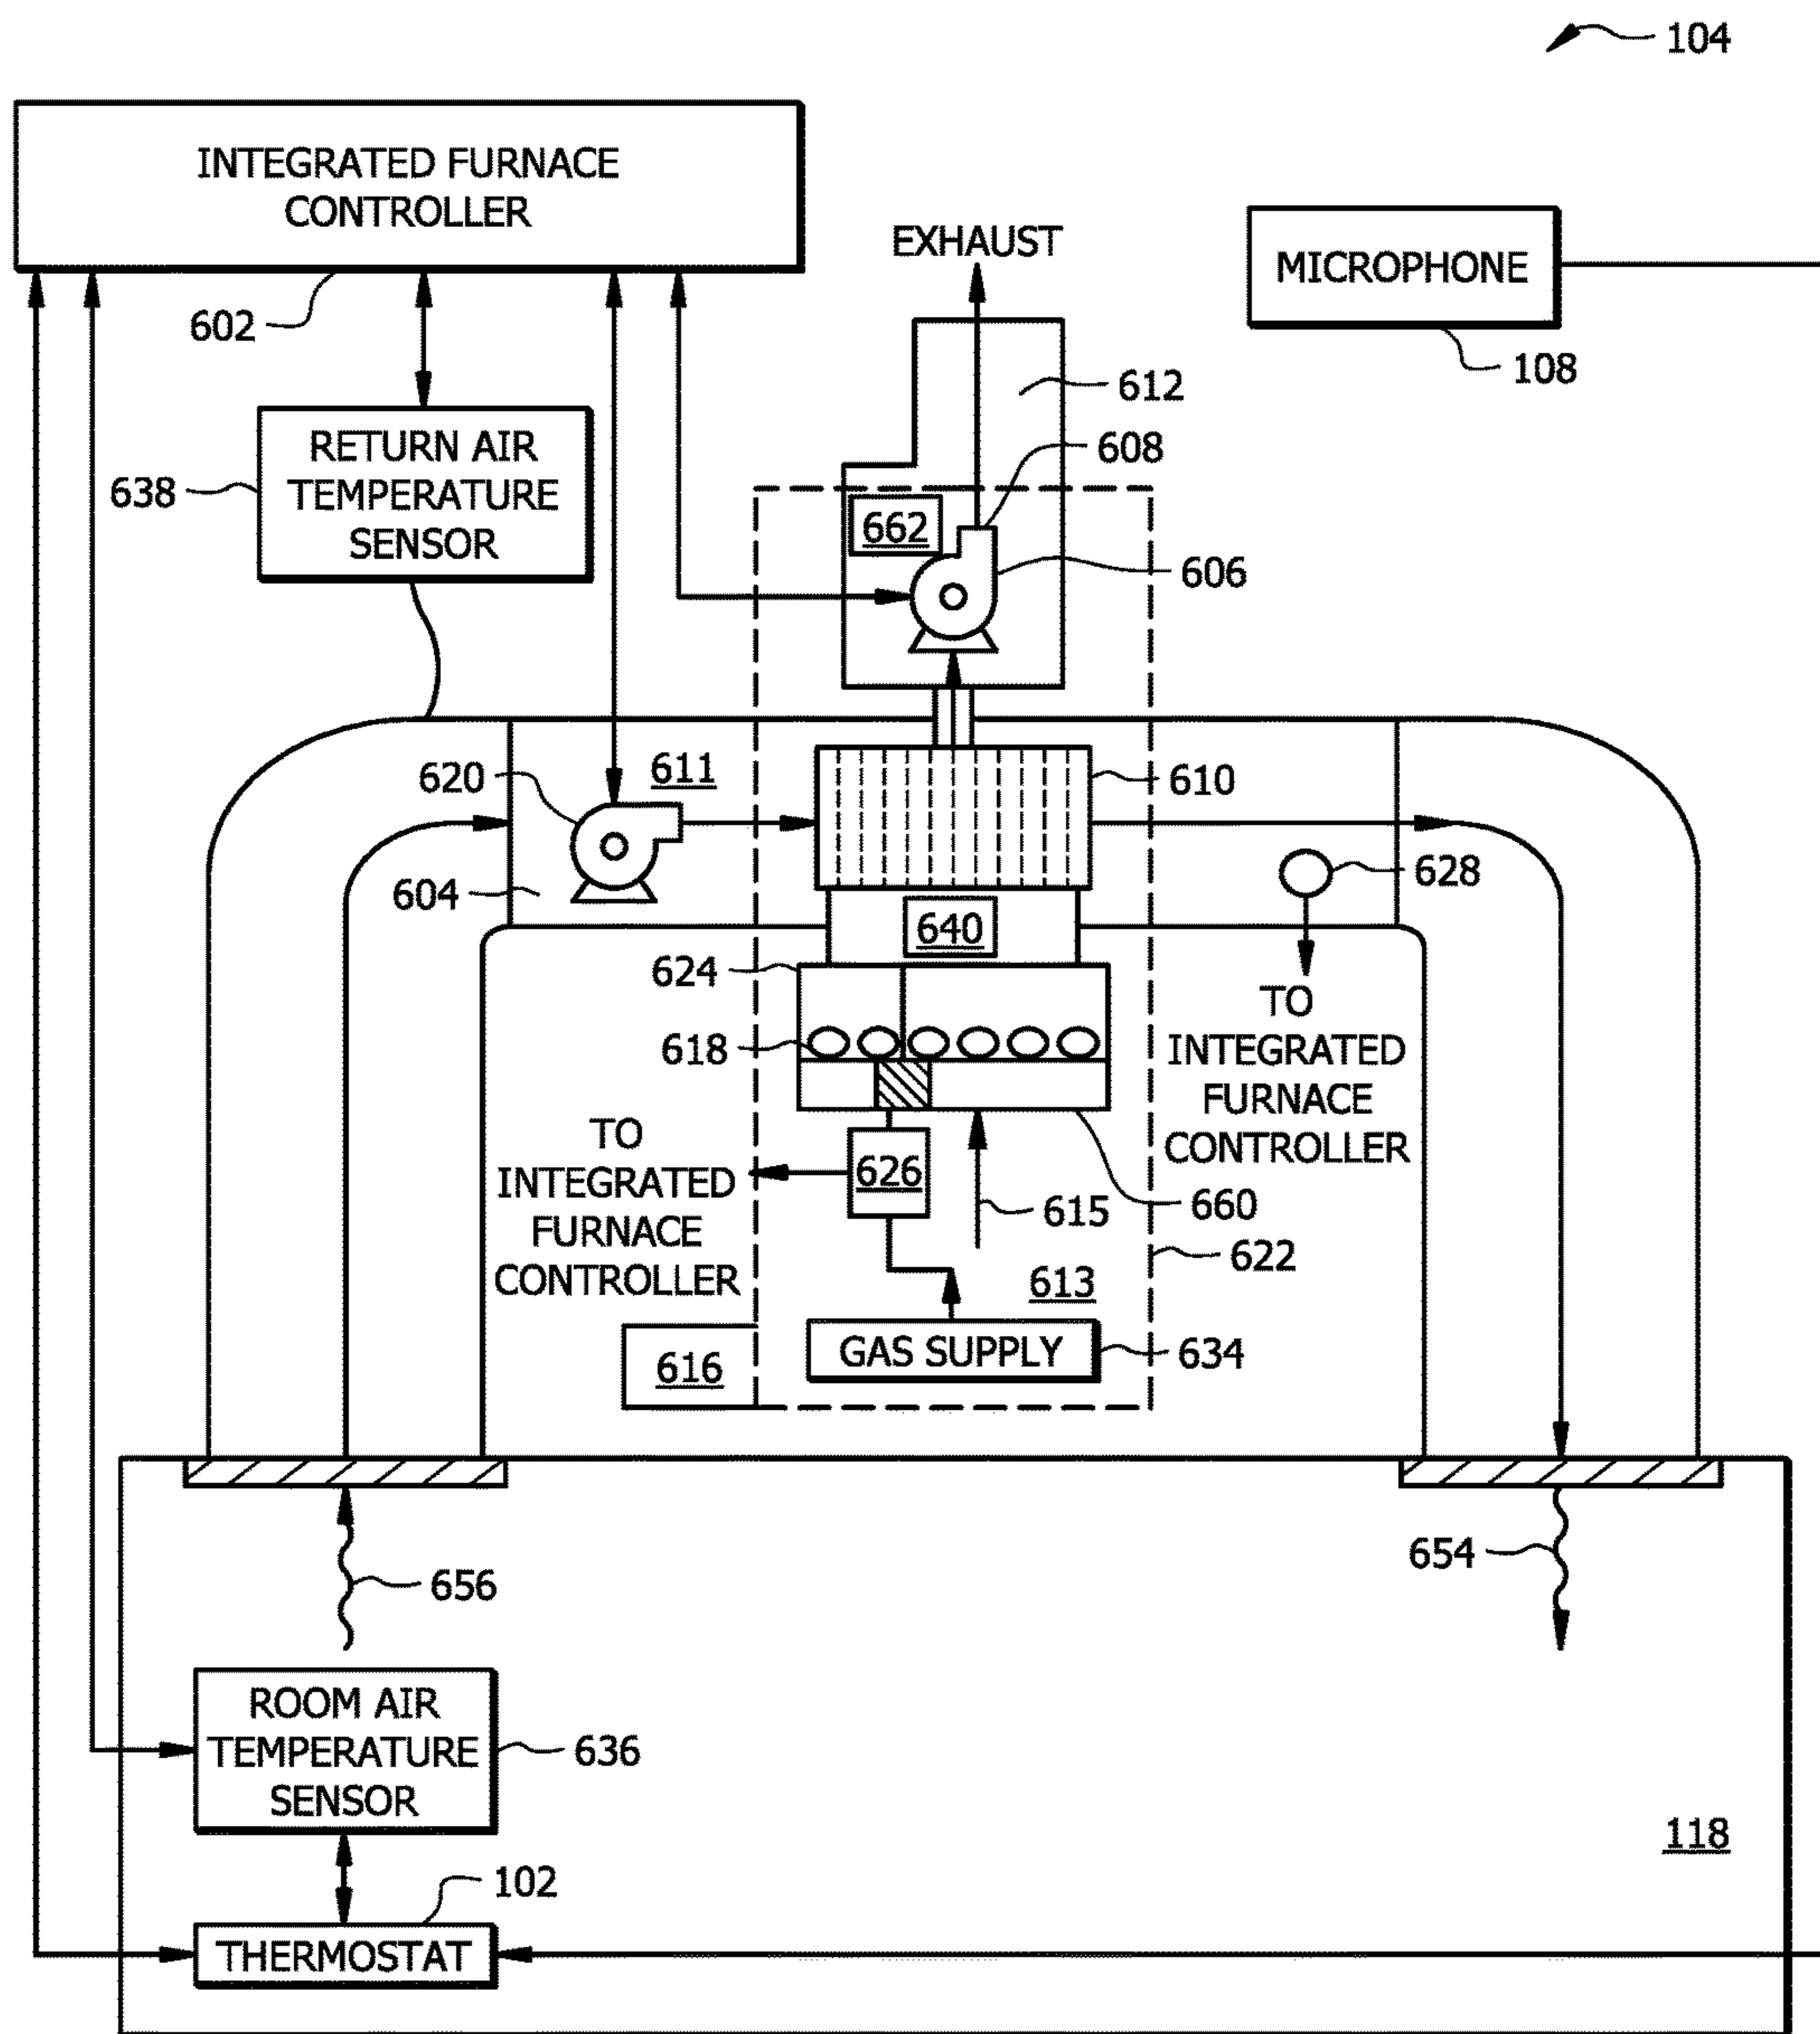 104
INTEGRATED FURNACE
CONTROLLER
602
EXHAUST
MICROPHONE
108
612
608
RETURN AIR
TEMPERATURE
SENSOR
638
662
606
620
611
610
604
628
640
624
618
TO
INTEGRATED
FURNACE
CONTROLLER
TO
INTEGRATED
FURNACE
CONTROLLER
626
615
660
622
613
616
GAS SUPPLY
634
656
654
ROOM AIR
TEMPERATURE
SENSOR
636
118
102
THERMOSTAT